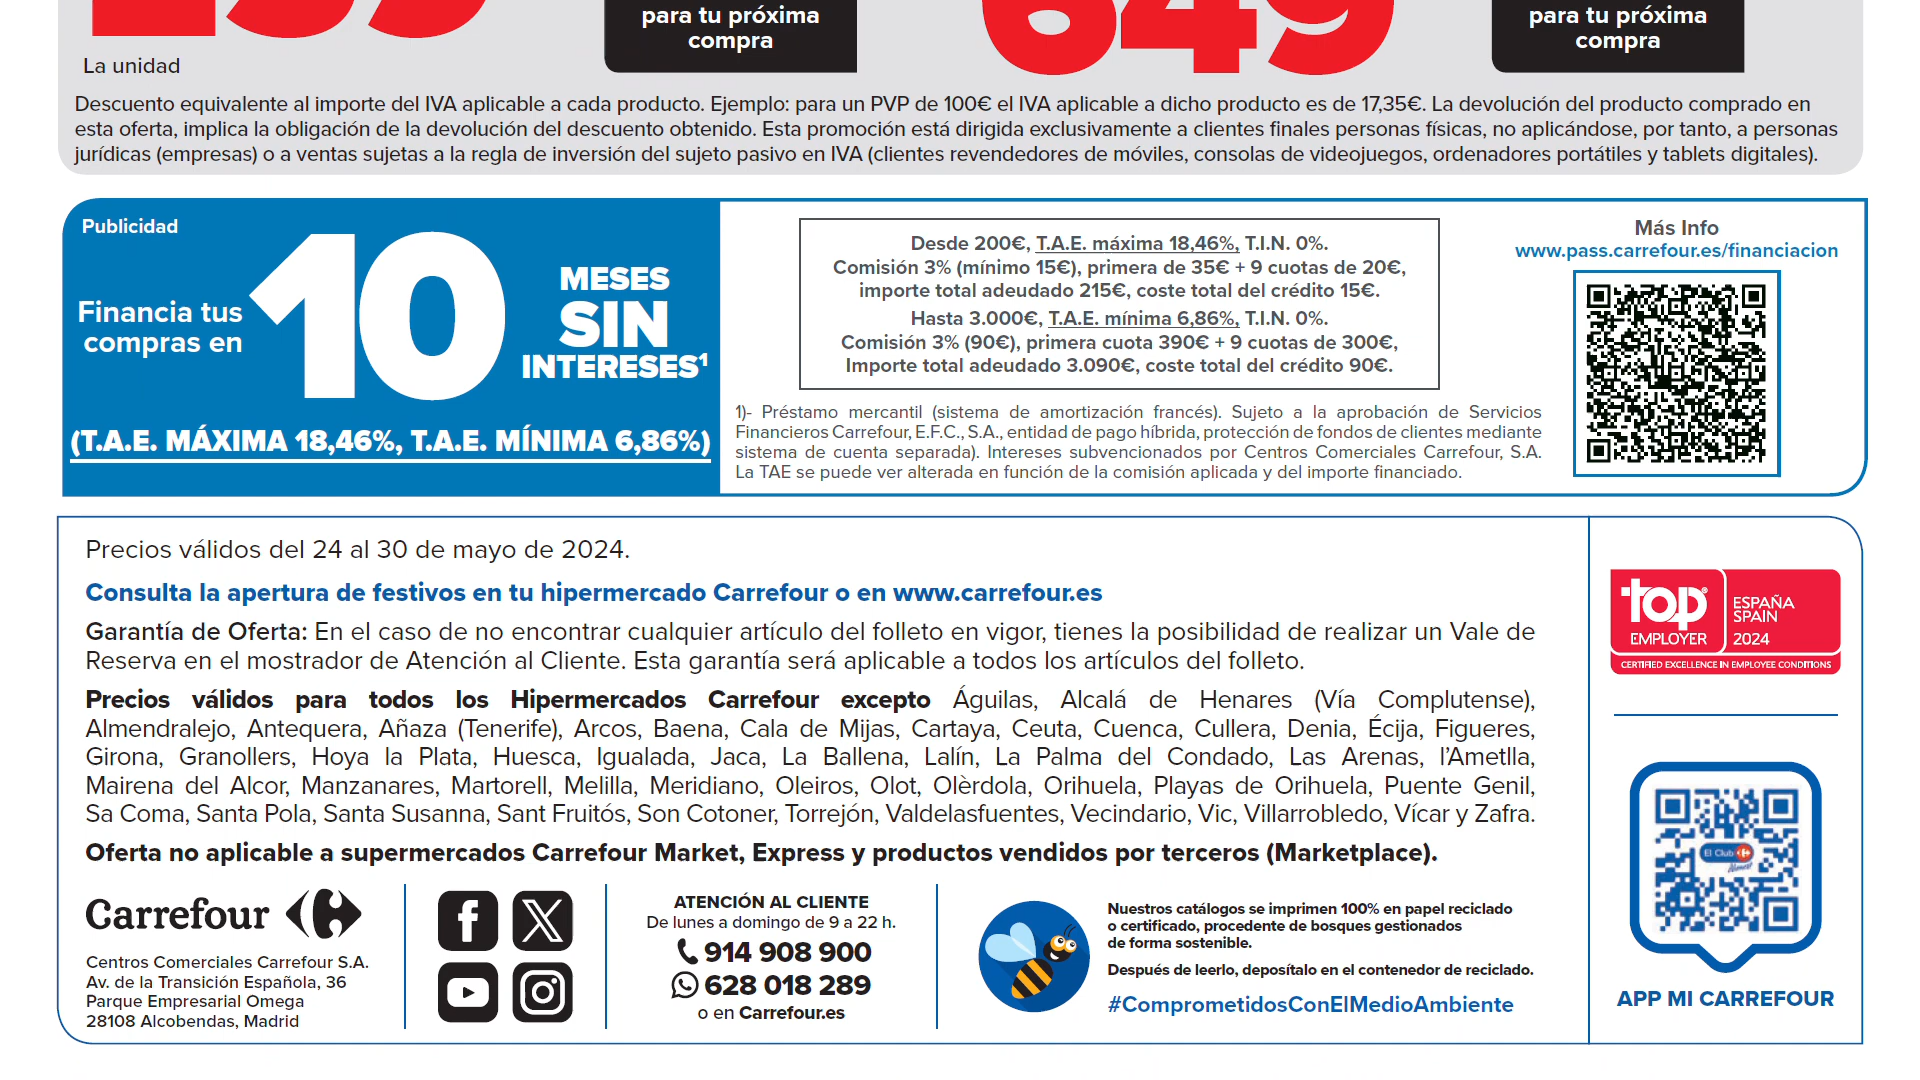 para tu próxima
compra
649
para tu próxima
compra
La unidad
Descuento equivalente al importe del IVA aplicable a cada producto. Ejemplo: para un PVP de 100€ el IVA aplicable a dicho producto es de 17,35€. La devolución del producto comprado en
esta oferta, implica la obligación de la devolución del descuento obtenido. Esta promoción está dirigida exclusivamente a clientes finales personas físicas, no aplicándose, por tanto, a personas
jurídicas (empresas) o a ventas sujetas a la regla de inversión del sujeto pasivo en IVA (clientes revendedores de móviles, consolas de videojuegos, ordenadores portátiles y tablets digitales).
Publicidad
Financia tus
compras en
10
MESES
SIN
INTERESES¹
(T.A.E. MÁXIMA 18,46%, T.A.E. MÍNIMA 6,86%)
Desde 200€, T.A.E. máxima 18,46%, T.I.N. 0%.
Comisión 3% (mínimo 15€), primera de 35€ + 9 cuotas de 20€,
importe total adeudado 215€, coste total del crédito 15€.
Hasta 3.000€, T.A.E. mínima 6,86%, T.I.N. 0%.
Comisión 3% (90€), primera cuota 390€ + 9 cuotas de 300€,
Importe total adeudado 3.090€, coste total del crédito 90€.
1)- Préstamo mercantil (sistema de amortización francés). Sujeto a la aprobación de Servicios
Financieros Carrefour, E.F.C., S.A., entidad de pago híbrida, protección de fondos de clientes mediante
sistema de cuenta separada). Intereses subvencionados por Centros Comerciales Carrefour, S.A.
La TAE se puede ver alterada en función de la comisión aplicada y del importe financiado.
Más Info
www.pass.carrefour.es/financiacion
Precios válidos del 24 al 30 de mayo de 2024.
Consulta la apertura de festivos en tu hipermercado Carrefour o en www.carrefour.es
Garantía de Oferta: En el caso de no encontrar cualquier artículo del folleto en vigor, tienes la posibilidad de realizar un Vale de
Reserva en el mostrador de Atención al Cliente. Esta garantía será aplicable a todos los artículos del folleto.
Precios válidos para todos los Hipermercados Carrefour excepto Águilas, Alcalá de Henares (Vía Complutense),
Almendralejo, Antequera, Añaza (Tenerife), Arcos, Baena, Cala de Mijas, Cartaya, Ceuta, Cuenca, Cullera, Denia, Écija, Figueres,
Girona, Granollers, Hoya la Plata, Huesca, Igualada, Jaca, La Ballena, Lalín, La Palma del Condado, Las Arenas, l'Ametlla,
Mairena del Alcor, Manzanares, Martorell, Melilla, Meridiano, Oleiros, Olot, Olèrdola, Orihuela, Playas de Orihuela, Puente Genil,
Sa Coma, Santa Pola, Santa Susanna, Sant Fruitós, Son Cotoner, Torrejón, Valdelasfuentes, Vecindario, Vic, Villarrobledo, Vícar y Zafra.
Oferta no aplicable a supermercados Carrefour Market, Express y productos vendidos por terceros (Marketplace).
Carrefour
Centros Comerciales Carrefour S.A.
Av. de la Transición Española, 36
Parque Empresarial Omega
28108 Alcobendas, Madrid
ATENCIÓN AL CLIENTE
De lunes a domingo de 9 a 22 h.
914 908 900
628 018 289
o en Carrefour.es
Nuestros catálogos se imprimen 100% en papel reciclado
o certificado, procedente de bosques gestionados
de forma sostenible.
Después de leerlo, deposítalo en el contenedor de reciclado.
#ComprometidosConElMedioAmbiente
top®
EMPLOYER
ESPAÑA
SPAIN
2024
CERTIFIED EXCELLENCE IN EMPLOYEE CONDITIONS
El Club
APP MI CARREFOUR